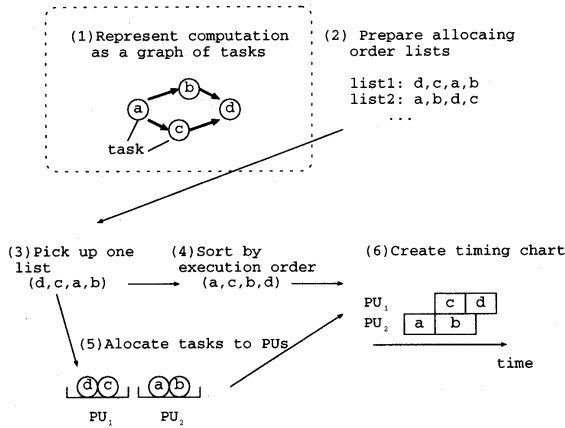 (1)Represent computation
as a graph of tasks
a
b
c
d
task
(2) Prepare allocaing
order lists
list1: d,c,a,b
list2: a,b,d,c
...
(3)Pick up one
list
(d,c,a,b)
(4)Sort by
execution order
(a,c,b,d)
(5)Alocate tasks to PUs
d c a b
PU1 PU2
(6)Create timing chart
PU1 c d
PU2 a b
time